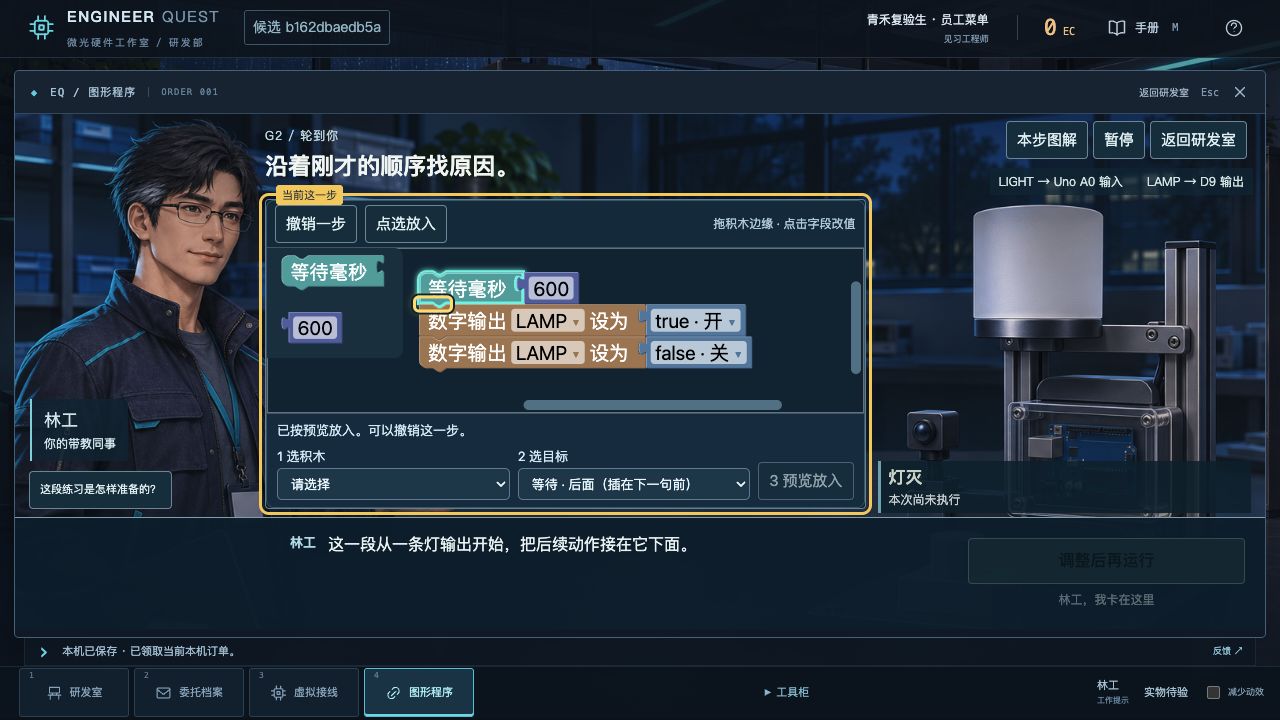 ENGINEER QUEST
微光硬件工作室 / 研发部
候选 b162dbaedb5a
青禾复验生 · 员工菜单
见习工程师
0 EC
手册 M
EQ / 图形程序 ORDER 001
返回研发室 Esc
G2 / 轮到你
沿着刚才的顺序找原因。
本步图解
暂停
返回研发室
LIGHT → Uno A0 输入
LAMP → D9 输出
当前这一步
撤销一步
点选放入
拖积木边缘 · 点击字段改值
等待毫秒
600
等待毫秒 600
数字输出 LAMP 设为 true · 开
数字输出 LAMP 设为 false · 关
已按预览放入。可以撤销这一步。
1 选积木
请选择
2 选目标
等待 · 后面（插在下一句前）
3 预览放入
林工
你的带教同事
这段练习是怎样准备的?
灯灭
本次尚未执行
林工 这一段从一条灯输出开始，把后续动作接在它下面。
调整后再运行
林工，我卡在这里
本机已保存 · 已领取当前本机订单。
反馈 ↗
1 研发室
2 委托档案
3 虚拟接线
4 图形程序
工具柜
林工
工作提示
实物待验
减少动效